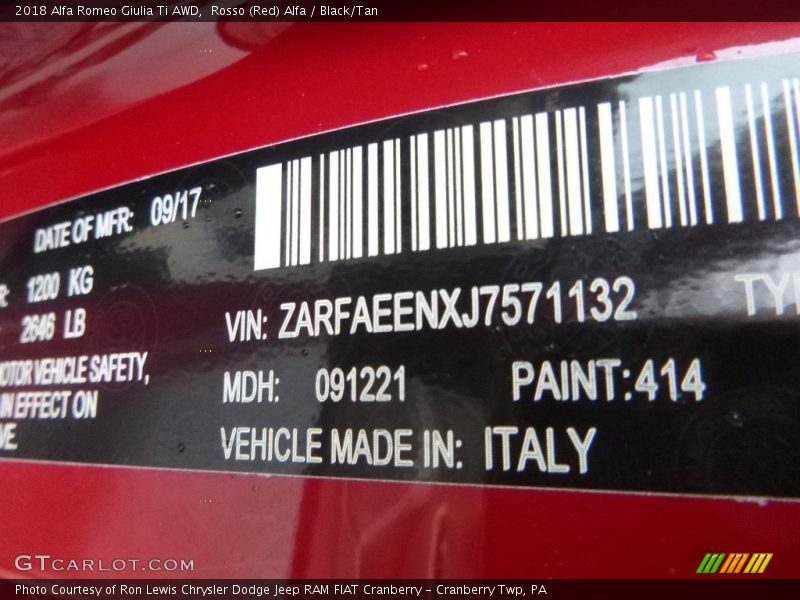 2018 Alfa Romeo Giulia Ti AWD,  Rosso (Red) Alfa / Black/Tan
DATE OF MFR: 09/17
R: 1200 KG
2646 LB
MOTOR VEHICLE SAFETY,
IN EFFECT ON
VE.
VIN: ZARFAEENXJ7571132
TYP
MDH: 091221 PAINT:414
VEHICLE MADE IN: ITALY
GTCARLOT.COM
Photo Courtesy of Ron Lewis Chrysler Dodge Jeep RAM FIAT Cranberry – Cranberry Twp, PA